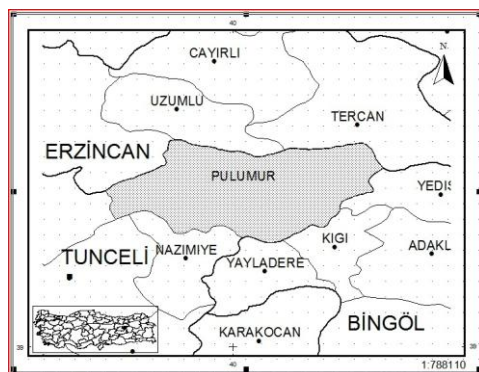 40
CAYIRLI
N
UZUMLU
TERCAN
ERZİNCAN
PULUMUR
YEDIS
TUNCELİ
NAZIMIYE
KIGI
ADAKL
YAYLADERE
BİNGÖL
KARAKOCAN
39
40
39
1:788110